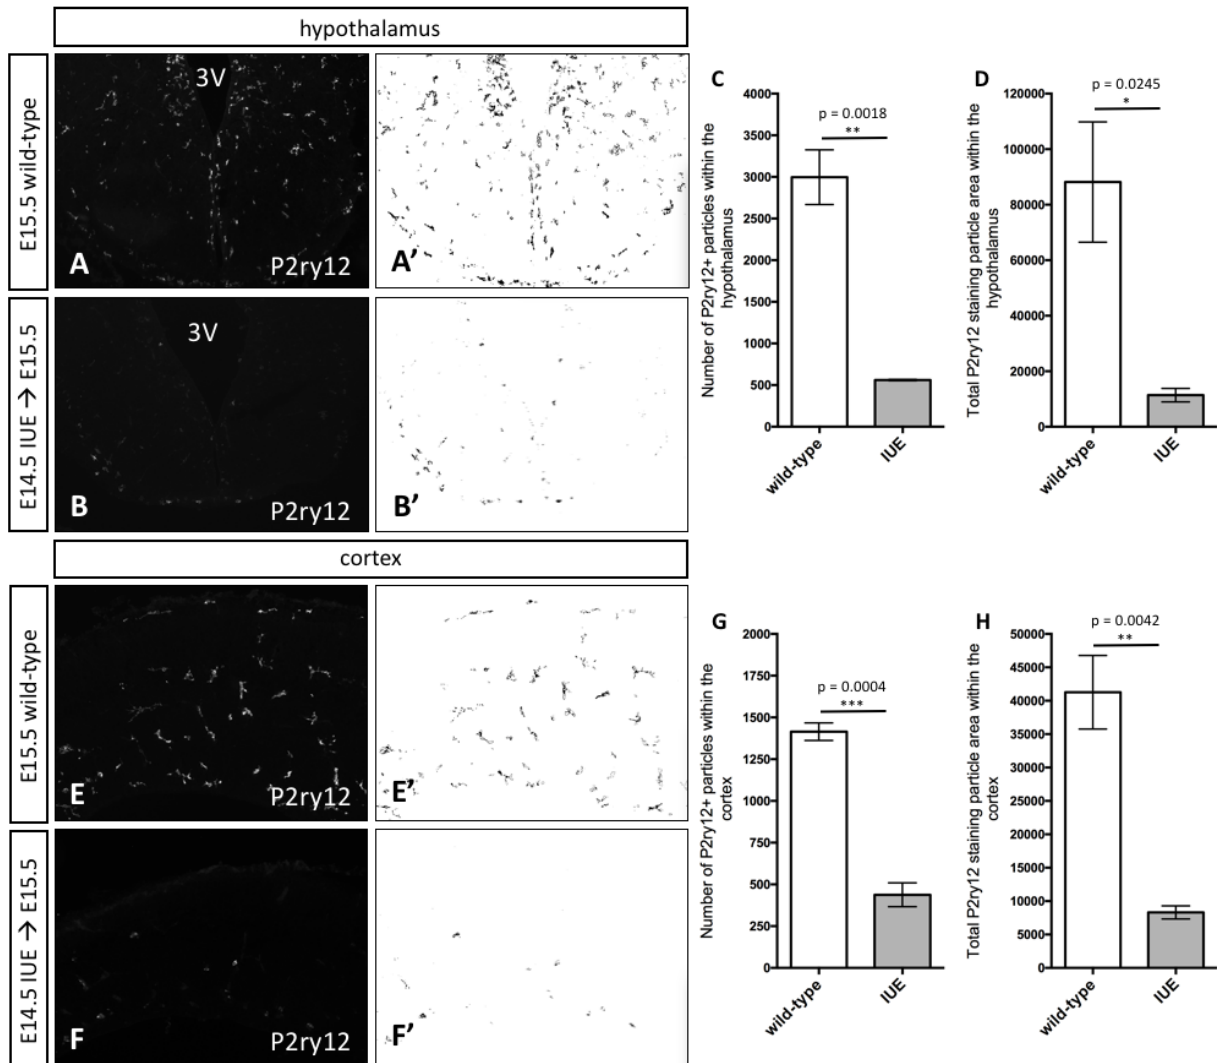 hypothalamus
E15.5 wild-type
3V
A
P2ry12
A'
E14.5 IUE → E15.5
3V
B
P2ry12
B'
C
p = 0.0018
**
Number of P2ry12+ particles within the
hypothalamus
4000
3500
3000
2500
2000
1500
1000
500
0
wild-type
IUE
D
p = 0.0245
*
Total P2ry12 staining particle area within the
hypothalamus
120000
100000
80000
60000
40000
20000
0
wild-type
IUE
cortex
E15.5 wild-type
E
P2ry12
E'
E14.5 IUE → E15.5
F
P2ry12
F'
G
p = 0.0004
***
Number of P2ry12+ particles within the
cortex
2000
1750
1500
1250
1000
750
500
250
0
wild-type
IUE
H
p = 0.0042
**
Total P2ry12 staining particle area within the
cortex
50000
45000
40000
35000
30000
25000
20000
15000
10000
5000
0
wild-type
IUE